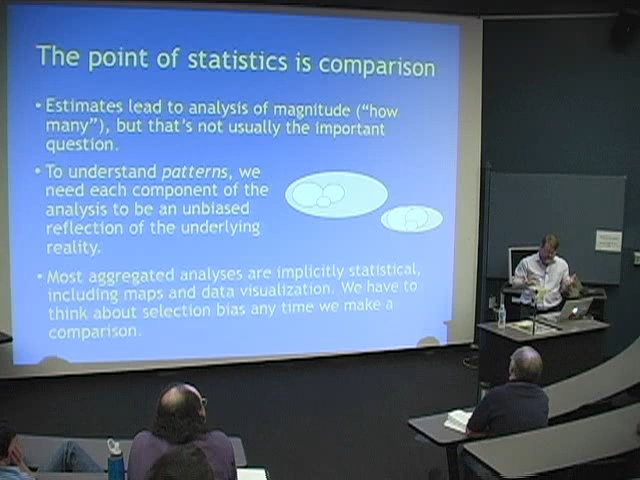 The point of statistics is comparison
• Estimates lead to analysis of magnitude (“how
many”), but that’s not usually the important
question.
• To understand patterns, we
need each component of the
analysis to be an unbiased
reflection of the underlying
reality.
• Most aggregated analyses are implicitly statistical,
including maps and data visualization. We have to
think about selection bias any time we make a
comparison.